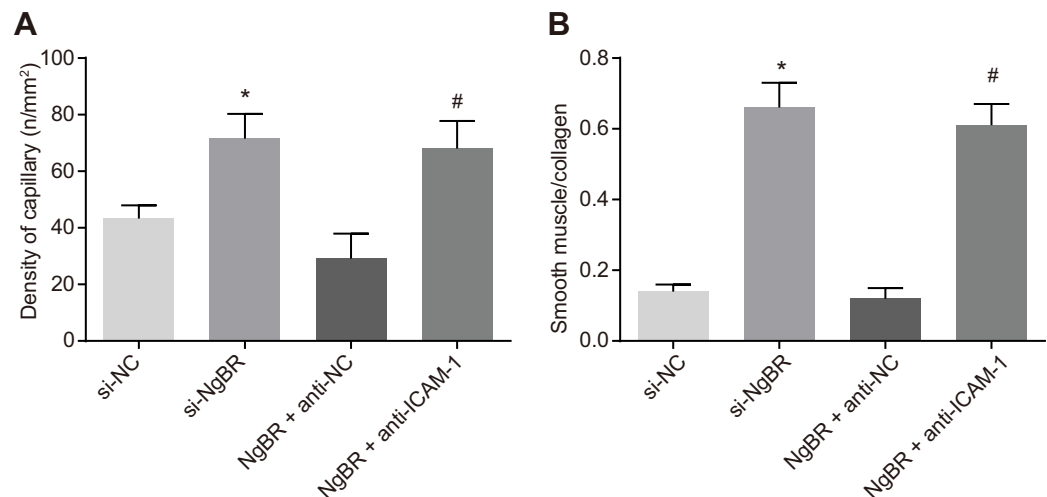 A
Density of capillary (n/mm²)
100
80
60
40
20
0
*
#
si-NC
si-NgBR
NgBR + anti-NC
NgBR + anti-ICAM-1
B
Smooth muscle/collagen
0.8
0.6
0.4
0.2
0.0
*
#
si-NC
si-NgBR
NgBR + anti-NC
NgBR + anti-ICAM-1